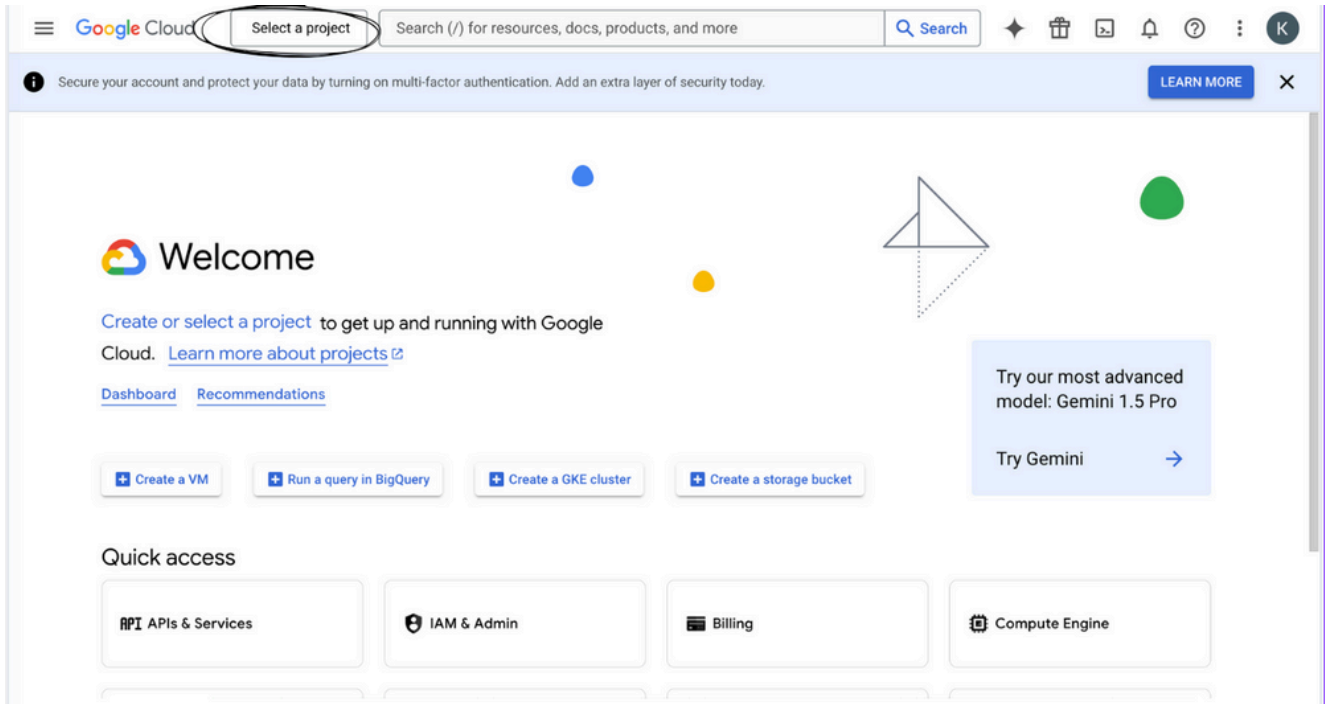 Google Cloud Select a project Search (/) for resources, docs, products, and more Search K
Secure your account and protect your data by turning on multi-factor authentication. Add an extra layer of security today. LEARN MORE
Welcome
Create or select a project to get up and running with Google
Cloud. Learn more about projects
Dashboard Recommendations
Try our most advanced
model: Gemini 1.5 Pro
Try Gemini
Create a VM Run a query in BigQuery Create a GKE cluster Create a storage bucket
Quick access
API APIs & Services IAM & Admin Billing Compute Engine